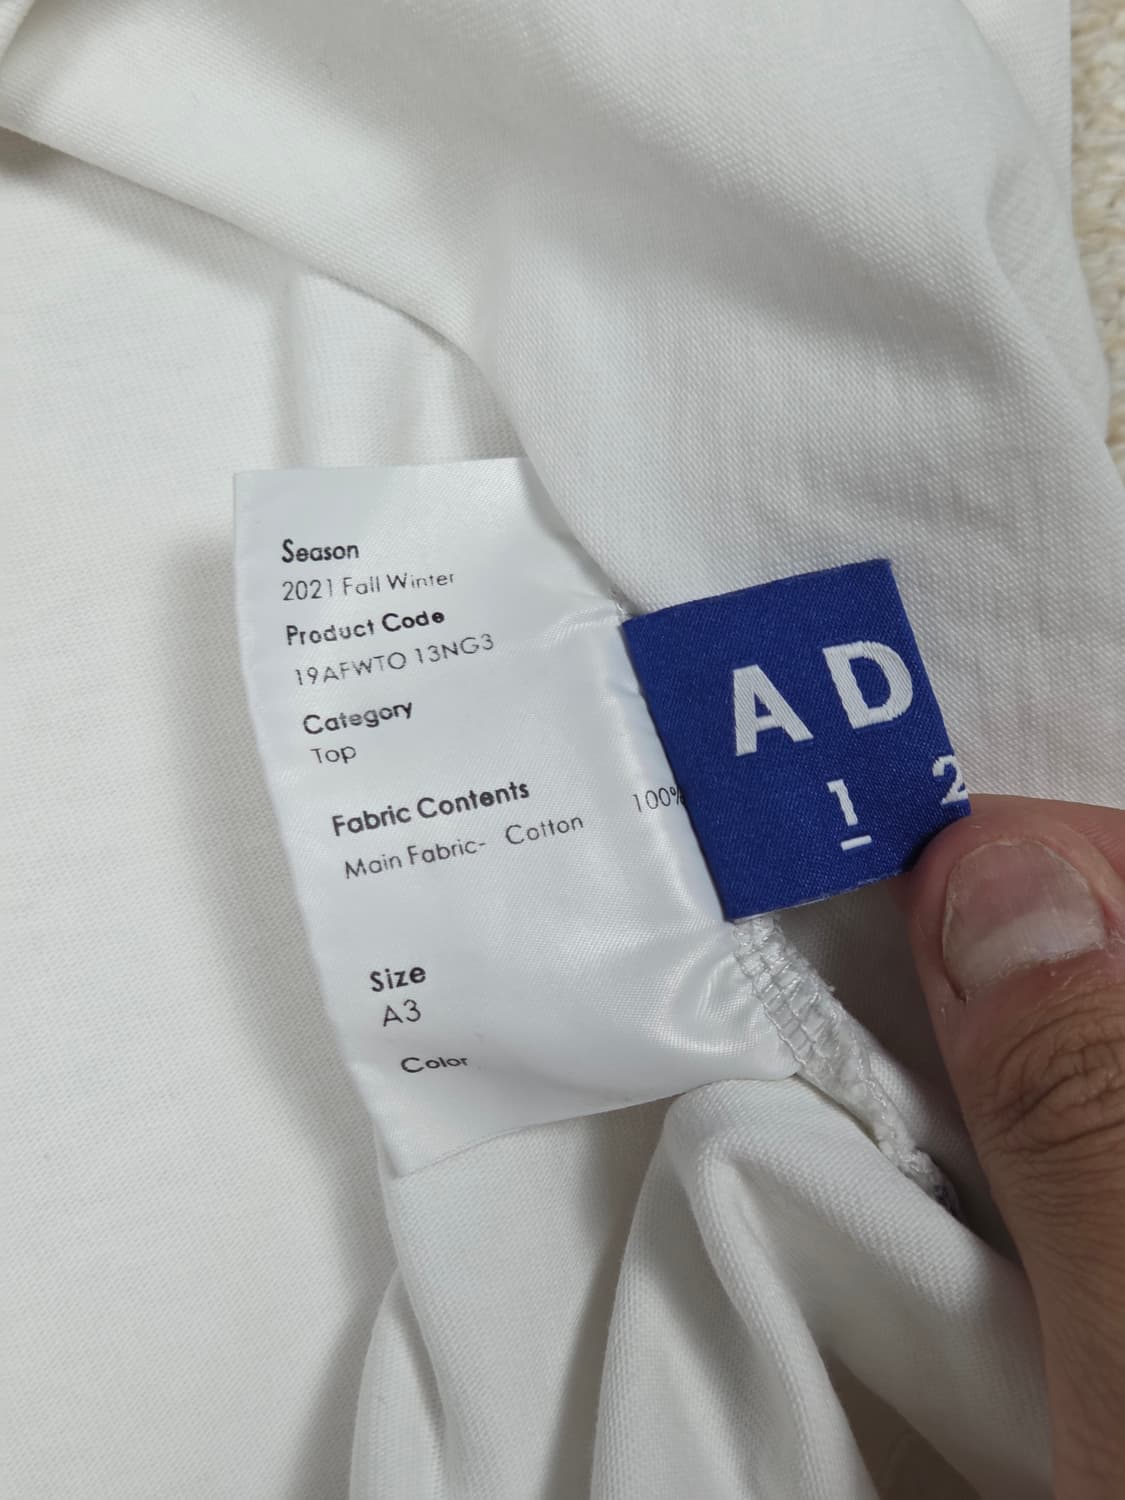 Season
2021 Fall Winter
Product Code
19AFWTO 13NG3
Category
Top
Fabric Contents
Main Fabric- Cotton 100%
Size
A3
Color
A D
1 2